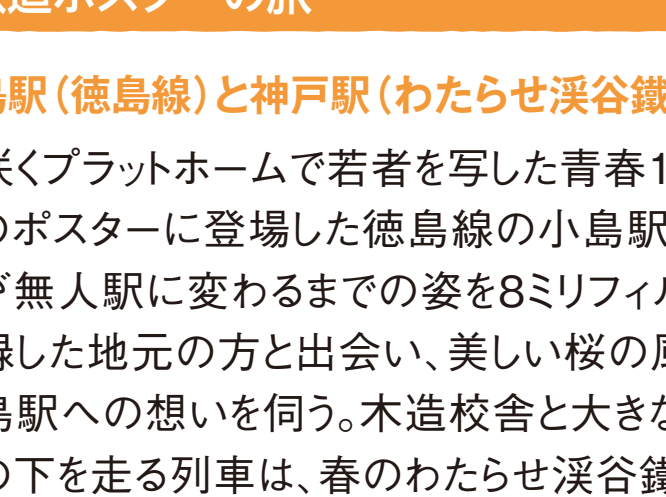 道ポスターの旅
島駅（徳島線）と神戸駅（わたらせ渓谷鐵
咲くプラットホームで若者を写した青春1
のポスターに登場した徳島線の小島駅
が無人駅に変わるまでの姿を8ミリフィル
録した地元の方と出会い、美しい桜の風
島駅への想いを伺う。木造校舎と大きな
の下を走る列車は、春のわたらせ渓谷鐵